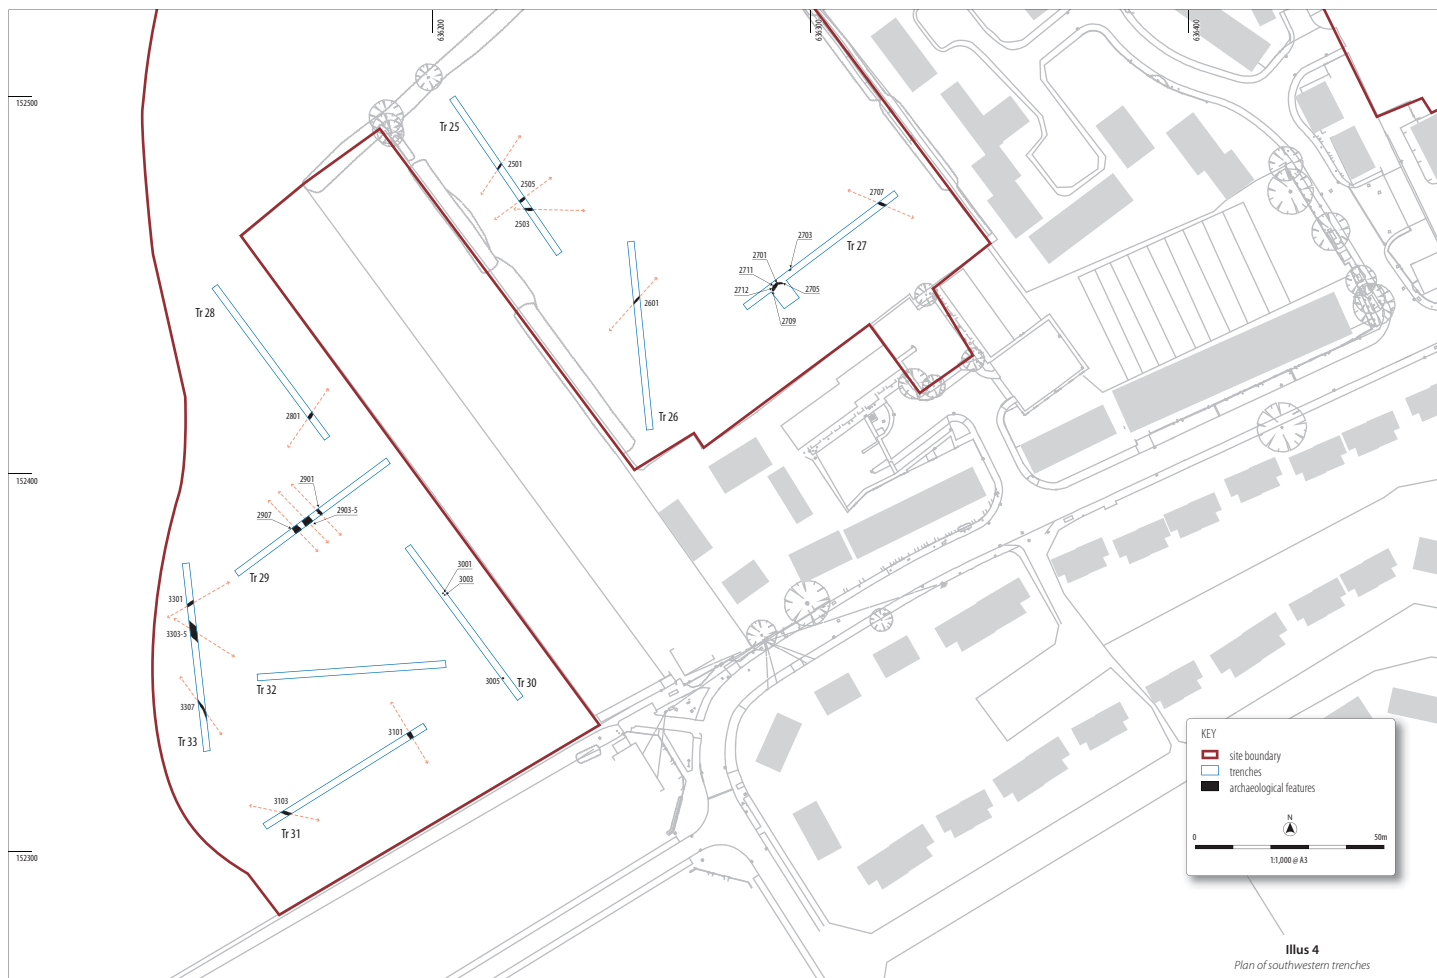 636200
636300
636400
152500
Tr 25
2501
2505
2503
2707
2703
Tr 27
2701
2711
2712
2705
2709
2601
Tr 28
Tr 26
2801
152400
2901
2903-5
2907
Tr 29
3001
3003
3301
3303-5
Tr 32
3005
Tr 30
3307
Tr 33
3101
3103
Tr 31
152300
KEY
site boundary
trenches
archaeological features
N
0 50m
1:1,000 @ A3
Illus 4
Plan of southwestern trenches